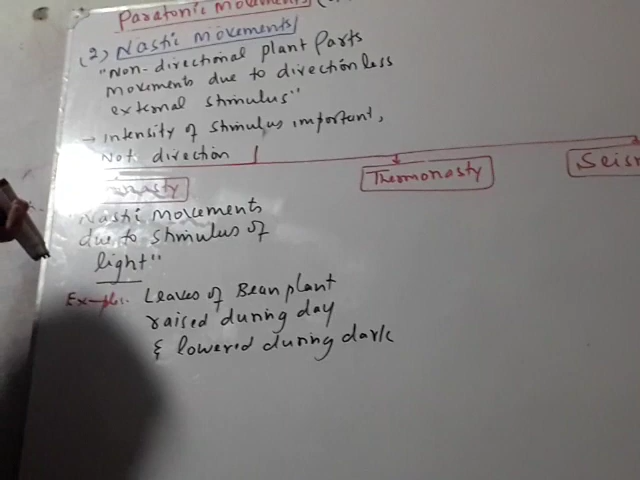 Paratonic Movements (
(2) Nastic Movements
"Non-directional plant Parts
Movements due to directionless
external stimulus"
→ intensity of stimulus important,
Not direction
nasty Thermonasty Seism
"Nastic Movements
due to stimulus of
light"
Leaves of Bean plant
raised during day
& lowered during dark